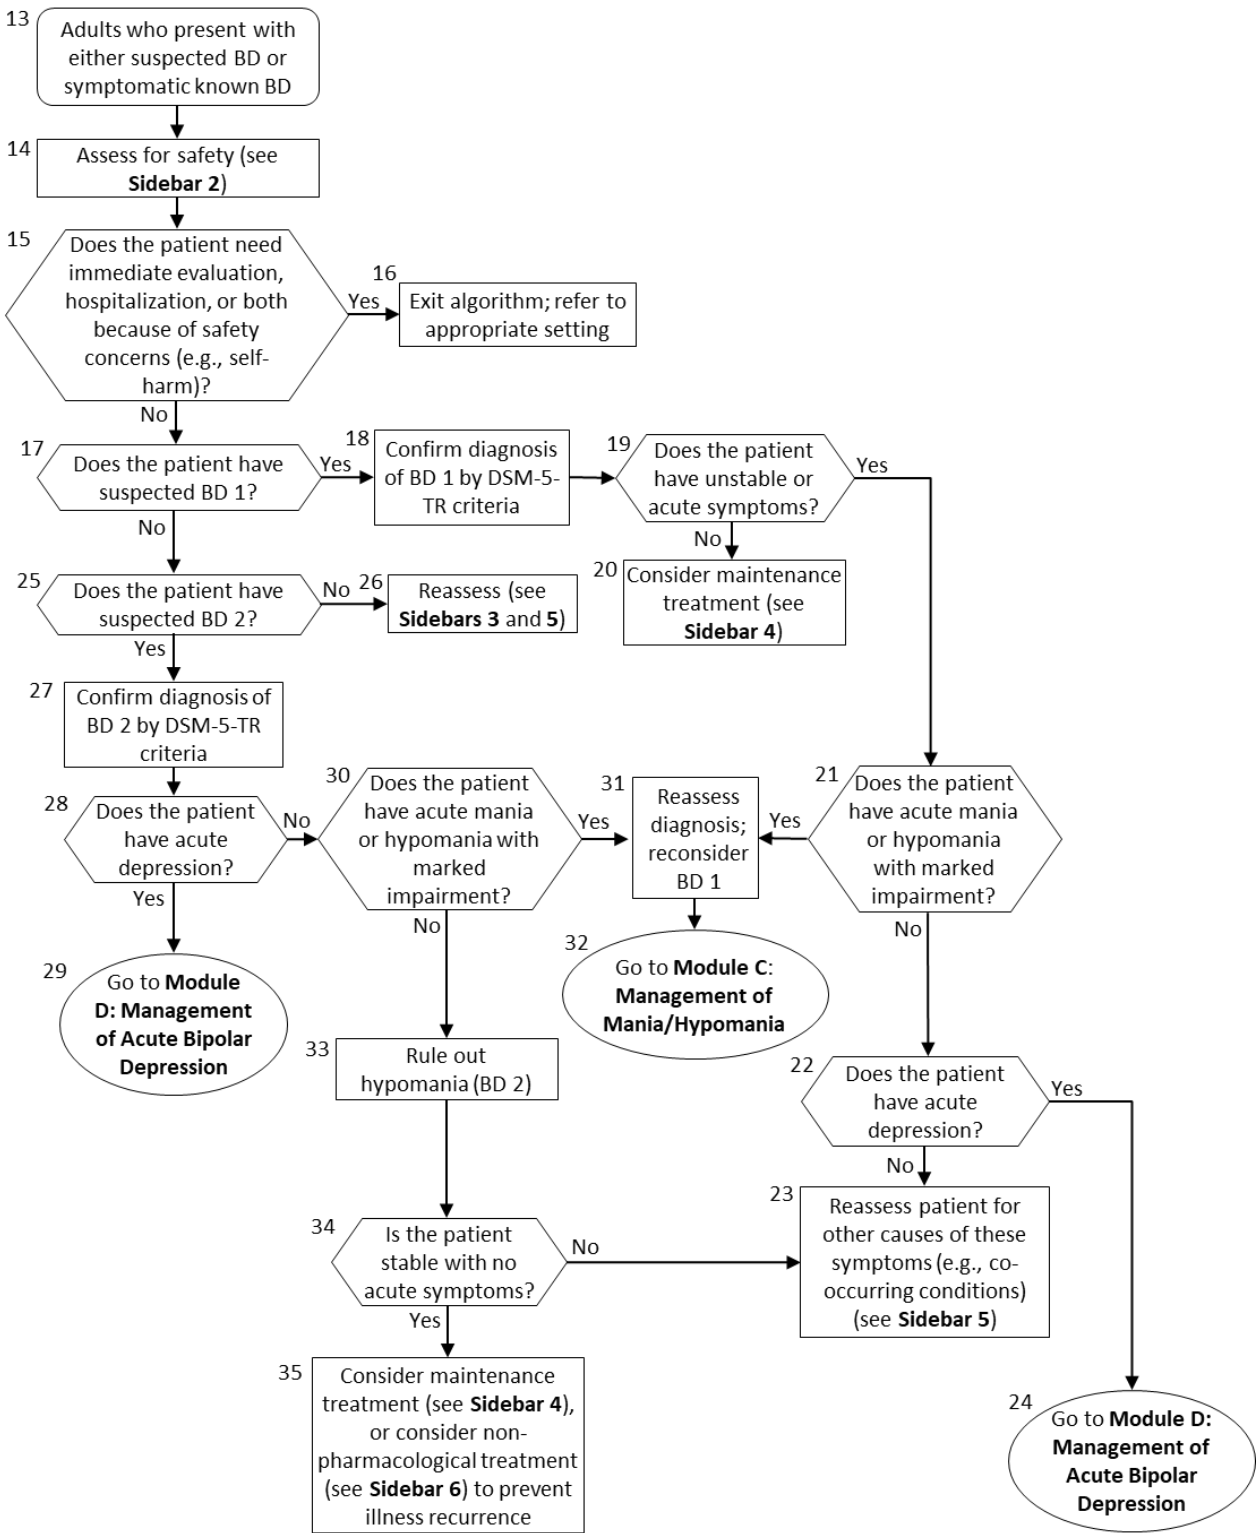 13
Adults who present with
either suspected BD or
symptomatic known BD
14
Assess for safety (see
Sidebar 2)
15
Does the patient need
immediate evaluation,
hospitalization, or both
because of safety
concerns (e.g., self-
harm)?
Yes
16
Exit algorithm; refer to
appropriate setting
No
17
Does the patient have
suspected BD 1?
Yes
18
Confirm diagnosis
of BD 1 by DSM-5-
TR criteria
19
Does the patient
have unstable or
acute symptoms?
Yes
No
20
Consider maintenance
treatment (see
Sidebar 4)
No
25
Does the patient have
suspected BD 2?
No
26
Reassess (see
Sidebars 3 and 5)
Yes
27
Confirm diagnosis of
BD 2 by DSM-5-TR
criteria
28
Does the patient
have acute
depression?
No
Yes
29
Go to Module
D: Management
of Acute Bipolar
Depression
30
Does the patient
have acute mania
or hypomania with
marked
impairment?
Yes
No
31
Reassess
diagnosis;
reconsider
BD 1
Yes
21
Does the patient
have acute mania
or hypomania
with marked
impairment?
No
32
Go to Module C:
Management of
Mania/Hypomania
33
Rule out
hypomania (BD 2)
22
Does the patient
have acute
depression?
Yes
No
23
Reassess patient for
other causes of these
symptoms (e.g., co-
occurring conditions)
(see Sidebar 5)
34
Is the patient
stable with no
acute symptoms?
No
Yes
35
Consider maintenance
treatment (see Sidebar 4),
or consider non-
pharmacological treatment
(see Sidebar 6) to prevent
illness recurrence
24
Go to Module D:
Management of
Acute Bipolar
Depression